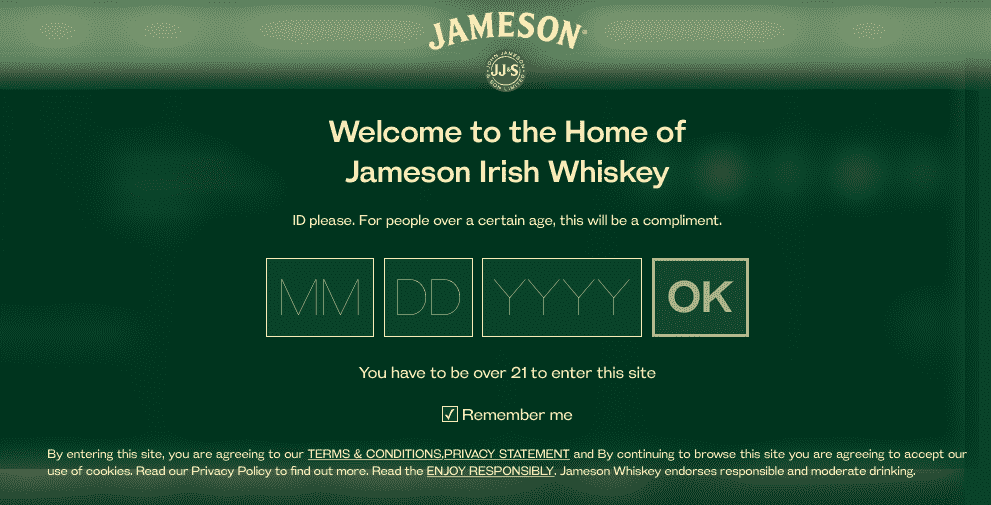 JAMESON®
JOHN JAMESON
JJ&S
SON LIMITED
Welcome to the Home of
Jameson Irish Whiskey
ID please. For people over a certain age, this will be a compliment.
MM DD YYYY OK
You have to be over 21 to enter this site
Remember me
By entering this site, you are agreeing to our TERMS & CONDITIONS,PRIVACY STATEMENT and By continuing to browse this site you are agreeing to accept our
use of cookies. Read our Privacy Policy to find out more. Read the ENJOY RESPONSIBLY. Jameson Whiskey endorses responsible and moderate drinking.